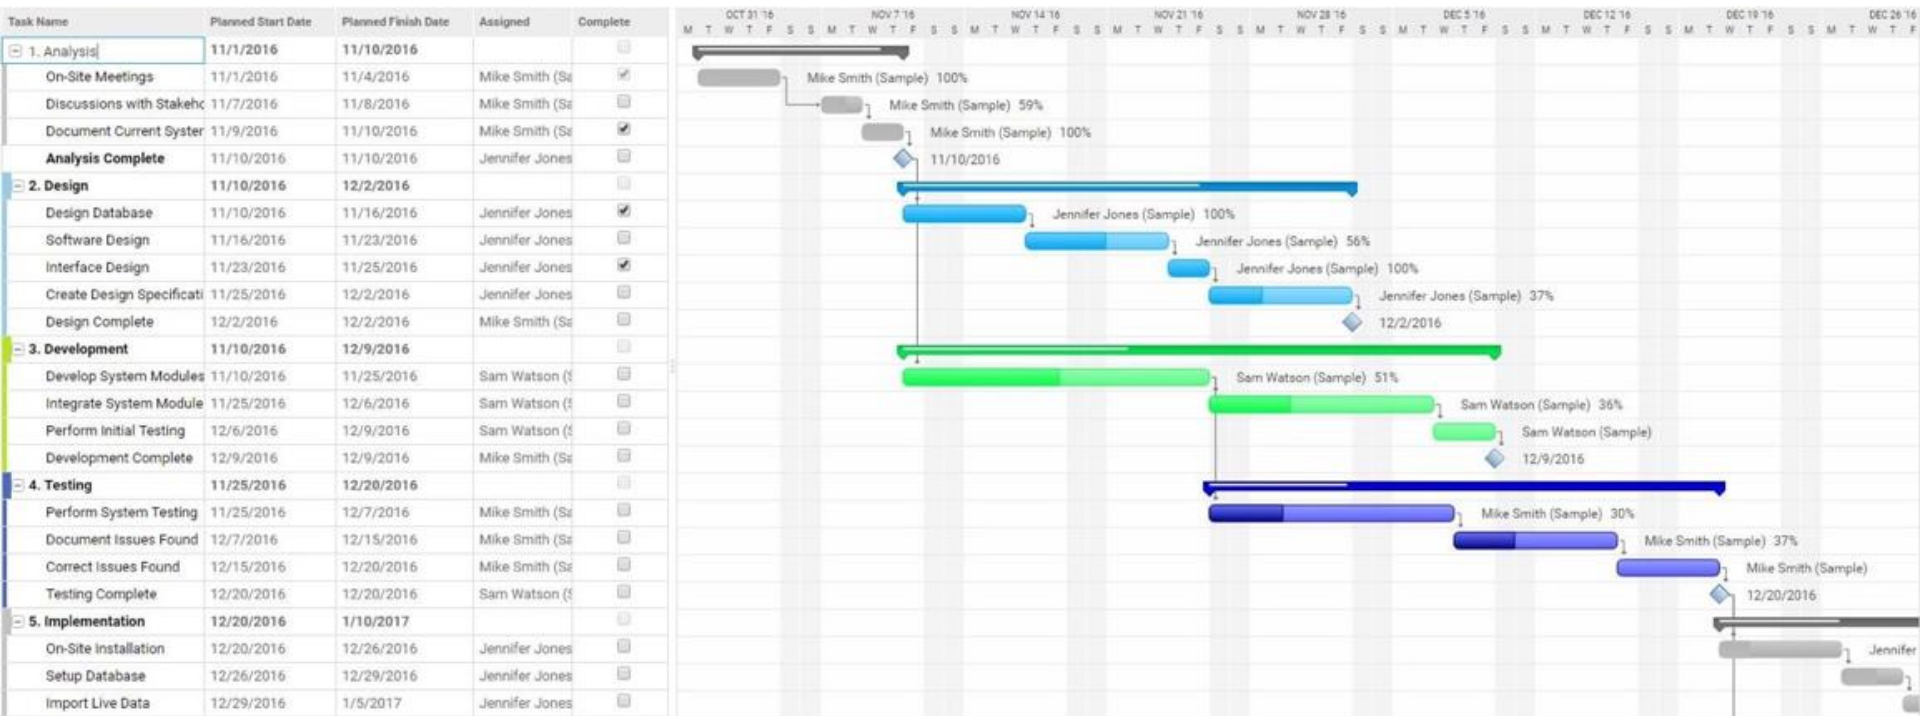 Task Name Planned Start Date Planned Finish Date Assigned Complete OCT 31 '16 NOV 7 '16 NOV 14 '16 NOV 21 '16 NOV 28 '16 DEC 5 '16 DEC 12 '16 DEC 19 '16 DEC 26 '16
M T W T F S S M T W T F S S M T W T F S S M T W T F S S M T W T F S S M T W T F S S M T W T F S S M T W T F S S M T W T F
1. Analysis 11/1/2016 11/10/2016
On-Site Meetings 11/1/2016 11/4/2016 Mike Smith (Sa Mike Smith (Sample) 100%
Discussions with Stakeho 11/7/2016 11/8/2016 Mike Smith (Sa Mike Smith (Sample) 59%
Document Current System 11/9/2016 11/10/2016 Mike Smith (Sa Mike Smith (Sample) 100%
Analysis Complete 11/10/2016 11/10/2016 Jennifer Jones 11/10/2016
2. Design 11/10/2016 12/2/2016
Design Database 11/10/2016 11/16/2016 Jennifer Jones Jennifer Jones (Sample) 100%
Software Design 11/16/2016 11/23/2016 Jennifer Jones Jennifer Jones (Sample) 56%
Interface Design 11/23/2016 11/25/2016 Jennifer Jones Jennifer Jones (Sample) 100%
Create Design Specificati 11/25/2016 12/2/2016 Jennifer Jones Jennifer Jones (Sample) 37%
Design Complete 12/2/2016 12/2/2016 Mike Smith (Sa 12/2/2016
3. Development 11/10/2016 12/9/2016
Develop System Modules 11/10/2016 11/25/2016 Sam Watson (S Sam Watson (Sample) 51%
Integrate System Module 11/25/2016 12/6/2016 Sam Watson (S Sam Watson (Sample) 36%
Perform Initial Testing 12/6/2016 12/9/2016 Sam Watson (S Sam Watson (Sample)
Development Complete 12/9/2016 12/9/2016 Mike Smith (Sa 12/9/2016
4. Testing 11/25/2016 12/20/2016
Perform System Testing 11/25/2016 12/7/2016 Mike Smith (Sa Mike Smith (Sample) 30%
Document Issues Found 12/7/2016 12/15/2016 Mike Smith (Sa Mike Smith (Sample) 37%
Correct Issues Found 12/15/2016 12/20/2016 Mike Smith (Sa Mike Smith (Sample)
Testing Complete 12/20/2016 12/20/2016 Sam Watson (S 12/20/2016
5. Implementation 12/20/2016 1/10/2017
On-Site Installation 12/20/2016 12/26/2016 Jennifer Jones Jennifer
Setup Database 12/26/2016 12/29/2016 Jennifer Jones
Import Live Data 12/29/2016 1/5/2017 Jennifer Jones